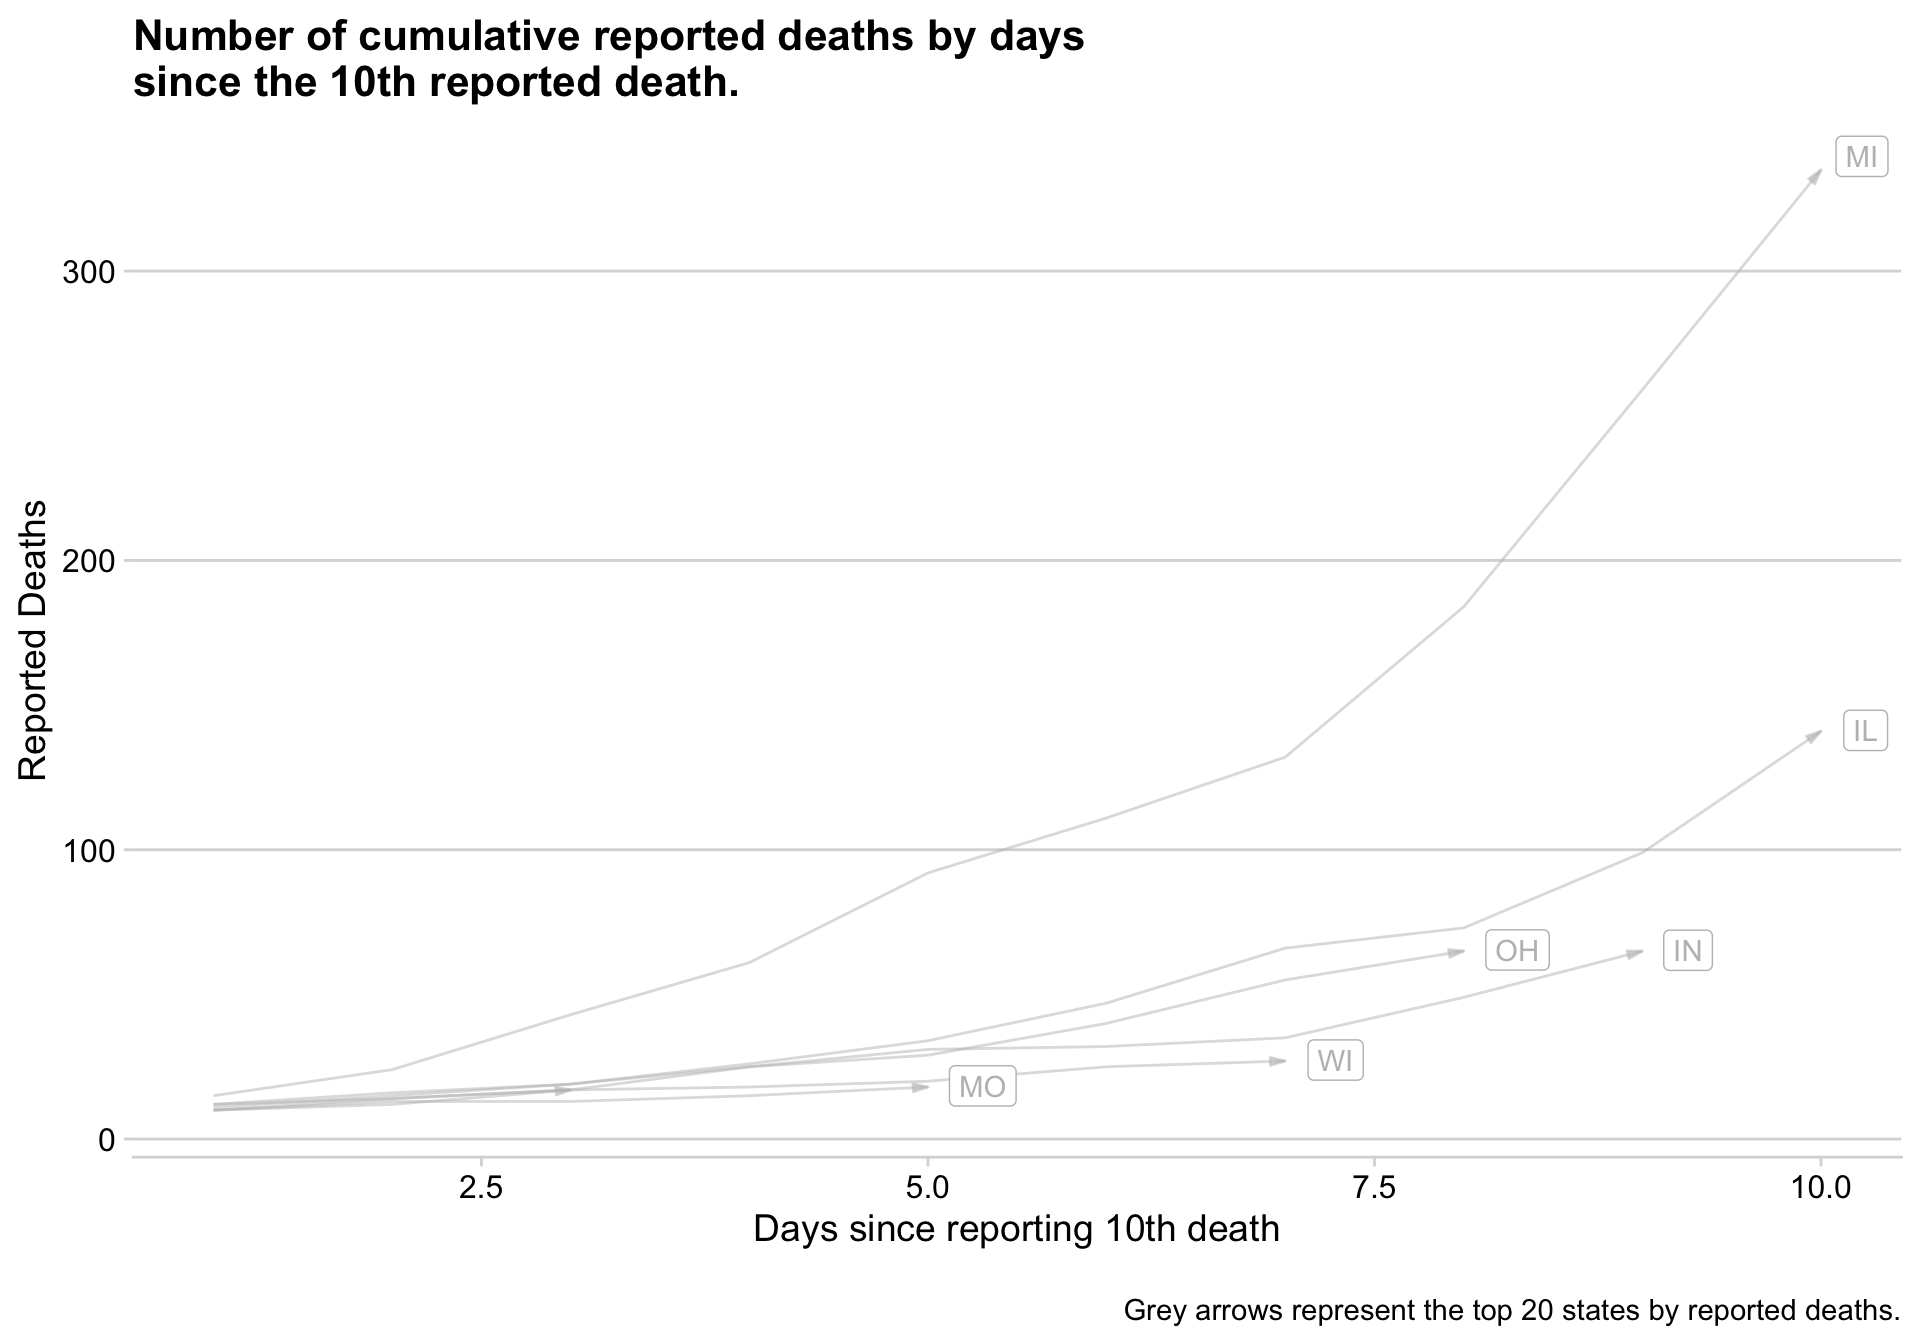 Number of cumulative reported deaths by days
since the 10th reported death.
MI
300
Reported Deaths
200
IL
100
OH
IN
WI
MO
0
2.5 5.0 7.5 10.0
Days since reporting 10th death
Grey arrows represent the top 20 states by reported deaths.